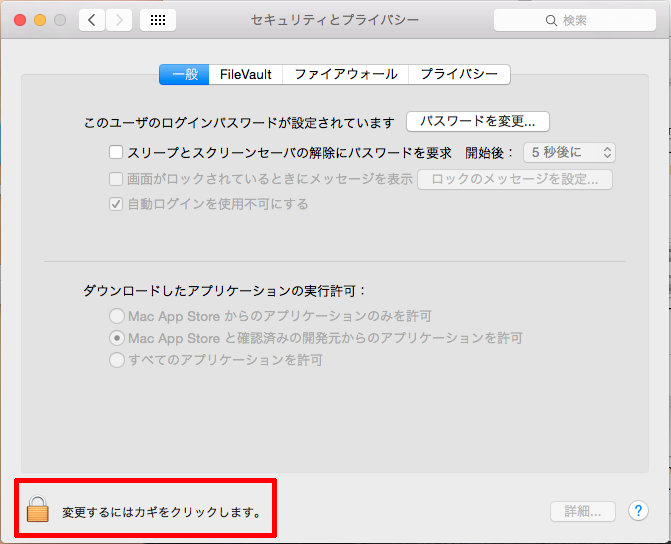 セキュリティとプライバシー
検索
一般 FileVault ファイアウォール プライバシー
このユーザのログインパスワードが設定されています パスワードを変更...
スリープとスクリーンセーバの解除にパスワードを要求 開始後： 5 秒後に
画面がロックされているときにメッセージを表示 ロックのメッセージを設定...
自動ログインを使用不可にする
ダウンロードしたアプリケーションの実行許可：
Mac App Store からのアプリケーションのみを許可
Mac App Store と確認済みの開発元からのアプリケーションを許可
すべてのアプリケーションを許可
変更するにはカギをクリックします。
詳細... ?